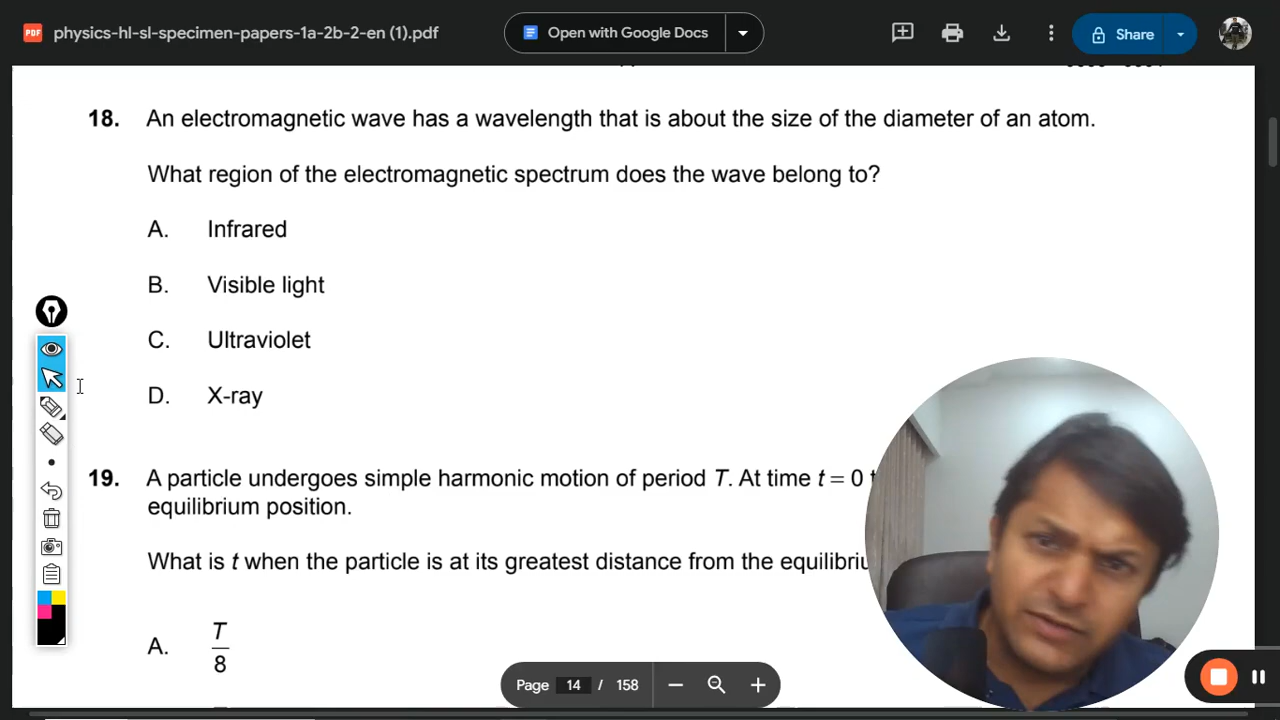 physics-hl-sl-specimen-papers-1a-2b-2-en (1).pdf
Open with Google Docs
Share
18. An electromagnetic wave has a wavelength that is about the size of the diameter of an atom.
What region of the electromagnetic spectrum does the wave belong to?
A. Infrared
B. Visible light
C. Ultraviolet
D. X-ray
19. A particle undergoes simple harmonic motion of period T. At time t = 0
equilibrium position.
What is t when the particle is at its greatest distance from the
A. T
8
Page 14 / 158